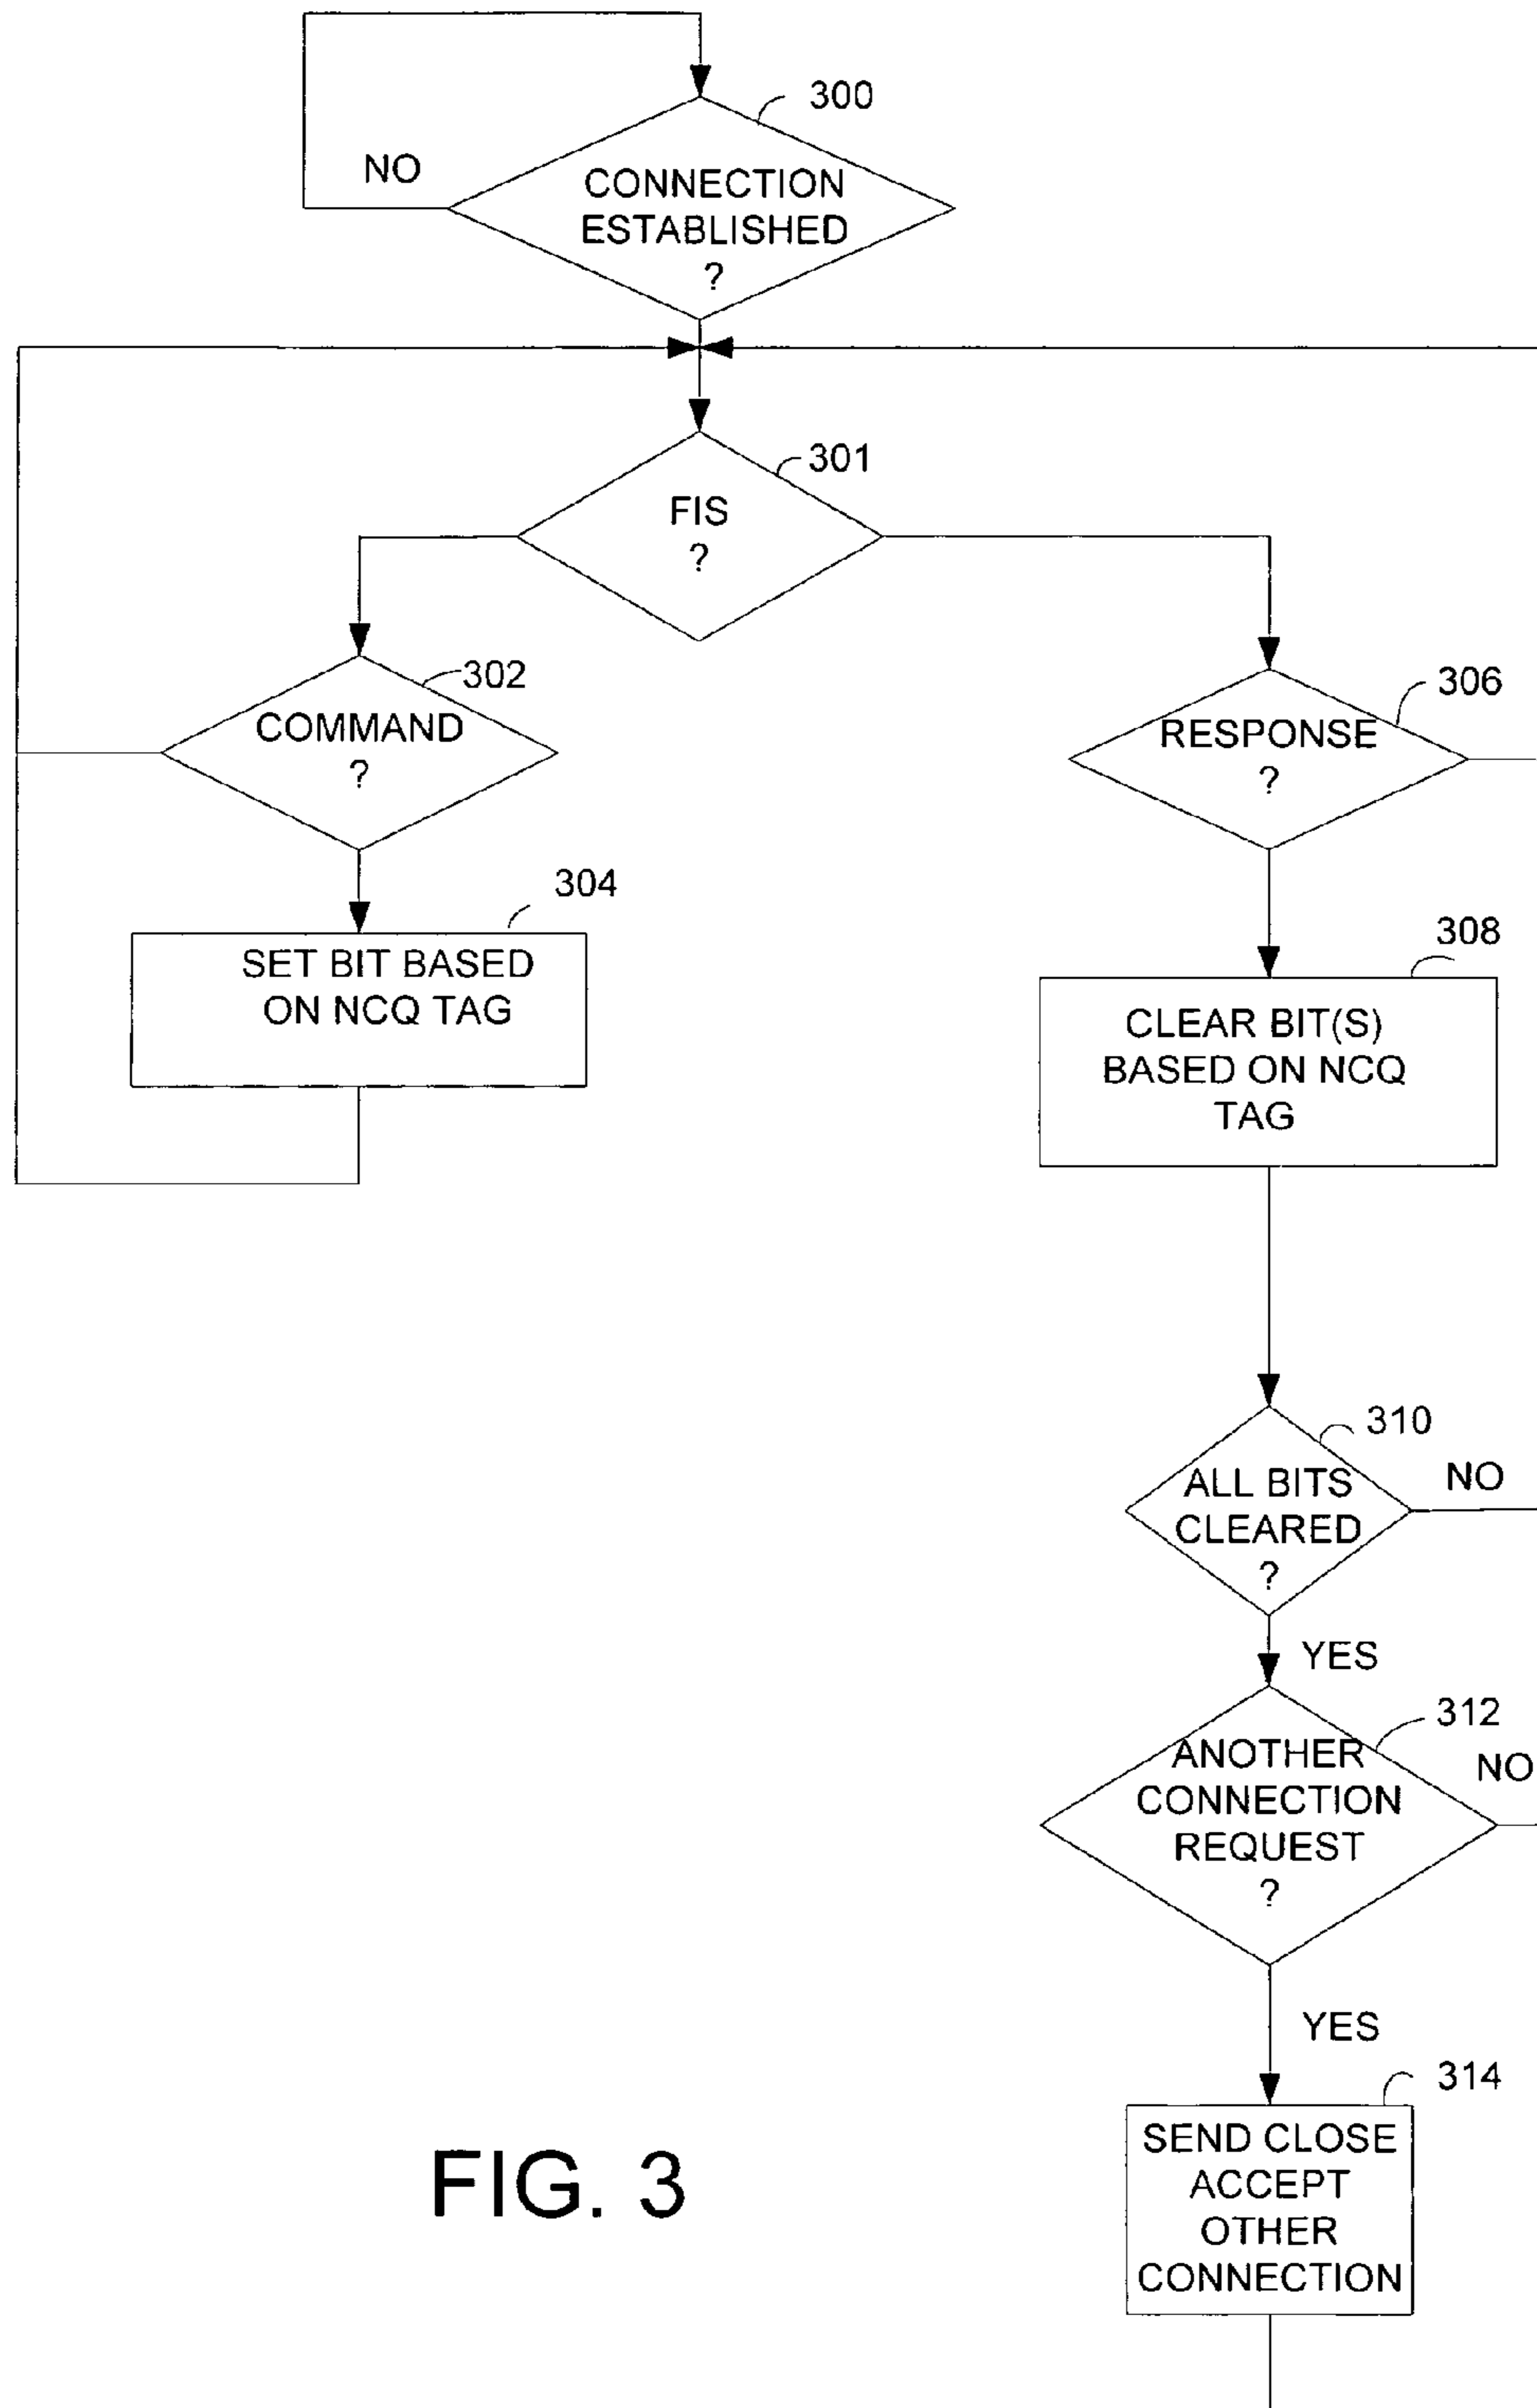 300
NO
CONNECTION
ESTABLISHED
?
301
FIS
?
302
COMMAND
?
306
RESPONSE
?
304
SET BIT BASED
ON NCQ TAG
308
CLEAR BIT(S)
BASED ON NCQ
TAG
310
ALL BITS
CLEARED
?
NO
YES
312
ANOTHER
CONNECTION
REQUEST
?
NO
YES
314
SEND CLOSE
ACCEPT
OTHER
CONNECTION
FIG. 3